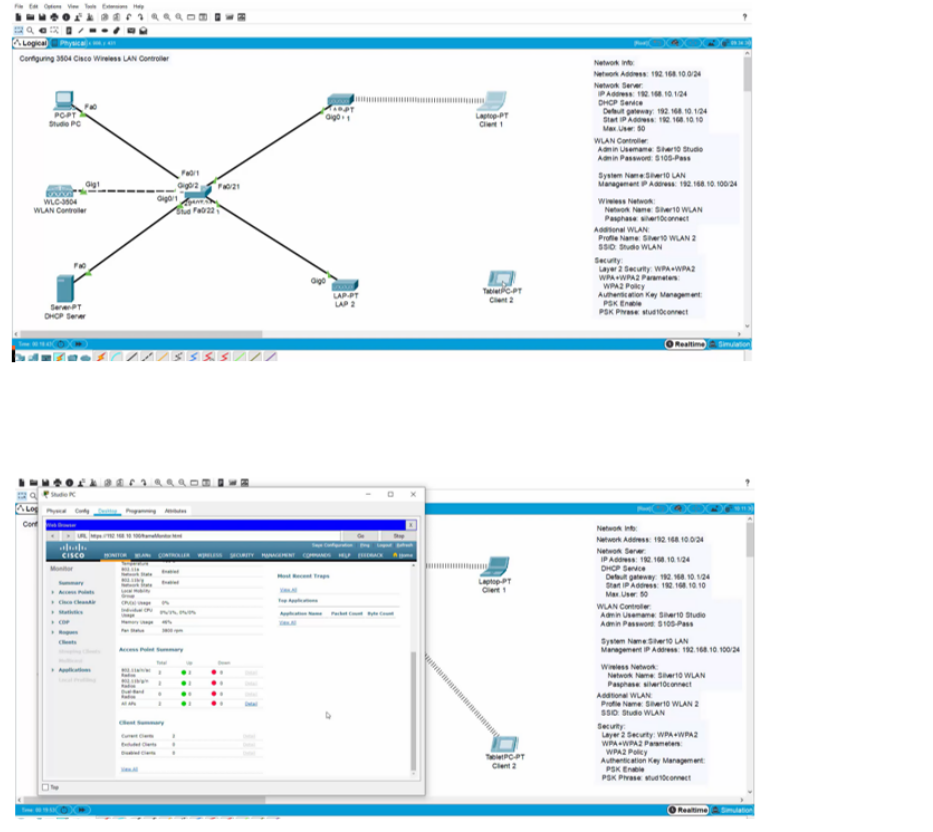 File Edit Options View Tools Extensions Help
?
Logical Physical
[Root]
Configuring 3504 Cisco Wireless LAN Controller
PC-PT
Studio PC
Fa0
WLC-3504
WLAN Controller
Gig1
Server-PT
DHCP Server
Fa0
Fa0/1
Gig0/2
Fa0/21
Gig0/1
Stud Fa0/22
Gig0
Laptop-PT
Client 1
LAP-PT
LAP 2
Gig0
TabletPC-PT
Client 2
Network Info:
Network Address: 192.168.10.0/24
Network Server:
IP Address: 192.168.10.1/24
DHCP Service
Default gateway: 192.168.10.1/24
Start IP Address: 192.168.10.10
Max.User: 50
WLAN Controller:
Admin Username: Silver10 Studio
Admin Password: S10S-Pass
System Name:Silver10 LAN
Management IP Address: 192.168.10.100/24
Wireless Network:
Network Name: Silver10 WLAN
Pasphase: silver10connect
Additional WLAN:
Profile Name: Silver10 WLAN 2
SSID: Studio WLAN
Security:
Layer 2 Security: WPA+WPA2
WPA+WPA2 Parameters:
WPA2 Policy
Authentication Key Management:
PSK Enable
PSK Phrase: stud10connect
Realtime Simulation
?
Studio PC
Physical Config Desktop Programming Attributes
Web Browser X
< > URL https://192.168.10.100/frameMonitor.html Go Stop
Save Configuration Ping Logout Refresh
CISCO MONITOR WLANs CONTROLLER WIRELESS SECURITY MANAGEMENT COMMANDS HELP FEEDBACK Home
Monitor
Summary
Access Points
Cisco CleanAir
Statistics
CDP
Rogues
Clients
Applications
Temperature
802.11a Network State Enabled
802.11b/g Network State Enabled
Local Mobility Group
CPU(s) Usage 0%
Individual CPU Usage 0%/1%, 0%/0%
Memory Usage 46%
Fan Status 3800 rpm
Most Recent Traps
View All
Top Applications
Application Name Packet Count Byte Count
View All
Access Point Summary
Total Up Down
802.11a/n/ac Radios 2 2 0 Detail
802.11b/g/n Radios 2 2 0 Detail
Dual-Band Radios 0 0 0 Detail
All APs 2 2 0 Detail
Client Summary
Current Clients 2 Detail
Excluded Clients 0 Detail
Disabled Clients 0 Detail
View All
Top
Laptop-PT
Client 1
TabletPC-PT
Client 2
Network Info:
Network Address: 192.168.10.0/24
Network Server:
IP Address: 192.168.10.1/24
DHCP Service
Default gateway: 192.168.10.1/24
Start IP Address: 192.168.10.10
Max.User: 50
WLAN Controller:
Admin Username: Silver10 Studio
Admin Password: S10S-Pass
System Name:Silver10 LAN
Management IP Address: 192.168.10.100/24
Wireless Network:
Network Name: Silver10 WLAN
Pasphase: silver10connect
Additional WLAN:
Profile Name: Silver10 WLAN 2
SSID: Studio WLAN
Security:
Layer 2 Security: WPA+WPA2
WPA+WPA2 Parameters:
WPA2 Policy
Authentication Key Management:
PSK Enable
PSK Phrase: stud10connect
Realtime Simulation